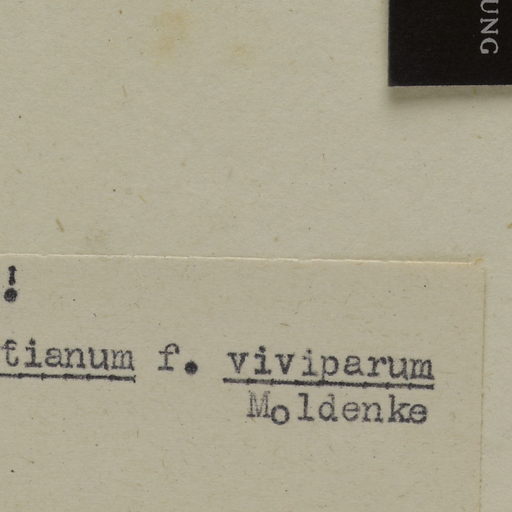 UNG
!
tianum f. viviparum
Moldenke